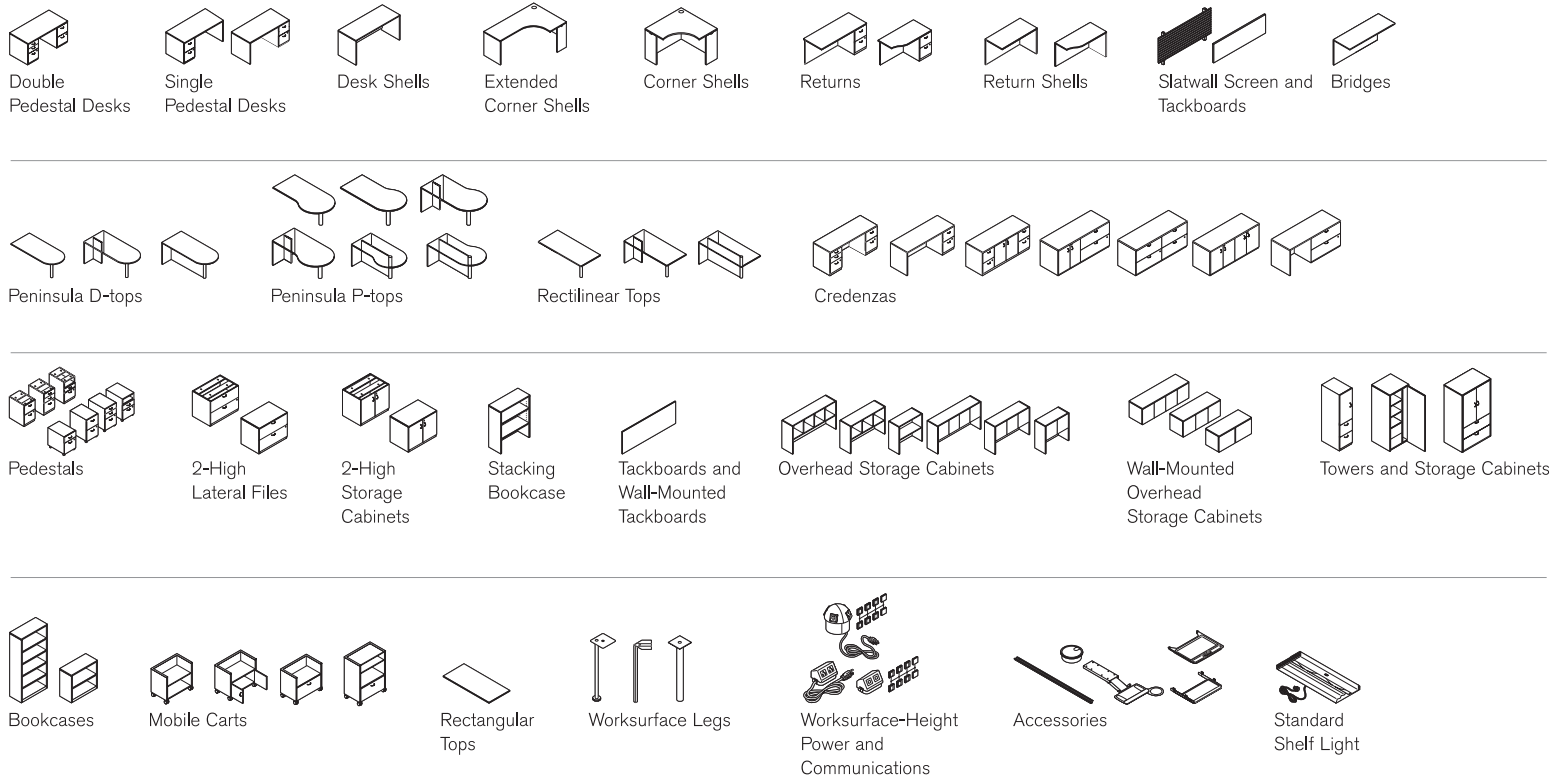 Double
Pedestal Desks
Single
Pedestal Desks
Desk Shells
Extended
Corner Shells
Corner Shells
Returns
Return Shells
Slatwall Screen and
Tackboards
Bridges
Peninsula D-tops
Peninsula P-tops
Rectilinear Tops
Credenzas
Pedestals
2-High
Lateral Files
2-High
Storage
Cabinets
Stacking
Bookcase
Tackboards and
Wall-Mounted
Tackboards
Overhead Storage Cabinets
Wall-Mounted
Overhead
Storage Cabinets
Towers and Storage Cabinets
Bookcases
Mobile Carts
Rectangular
Tops
Worksurface Legs
Worksurface-Height
Power and
Communications
Accessories
Standard
Shelf Light